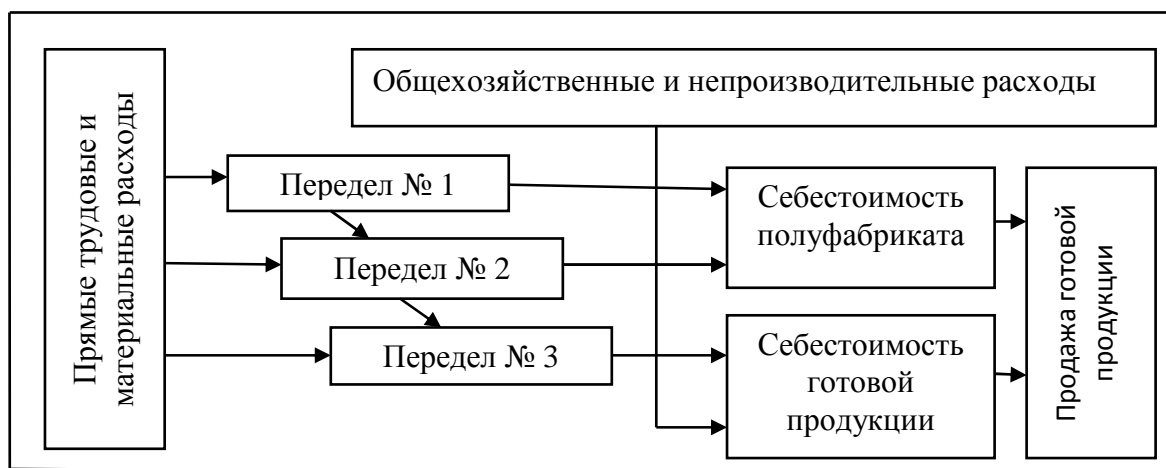 Прямые трудовые и
материальные расходы
Общехозяйственные и непроизводительные расходы
Передел № 1
Передел № 2
Передел № 3
Себестоимость
полуфабриката
Себестоимость
готовой
продукции
Продажа готовой
продукции